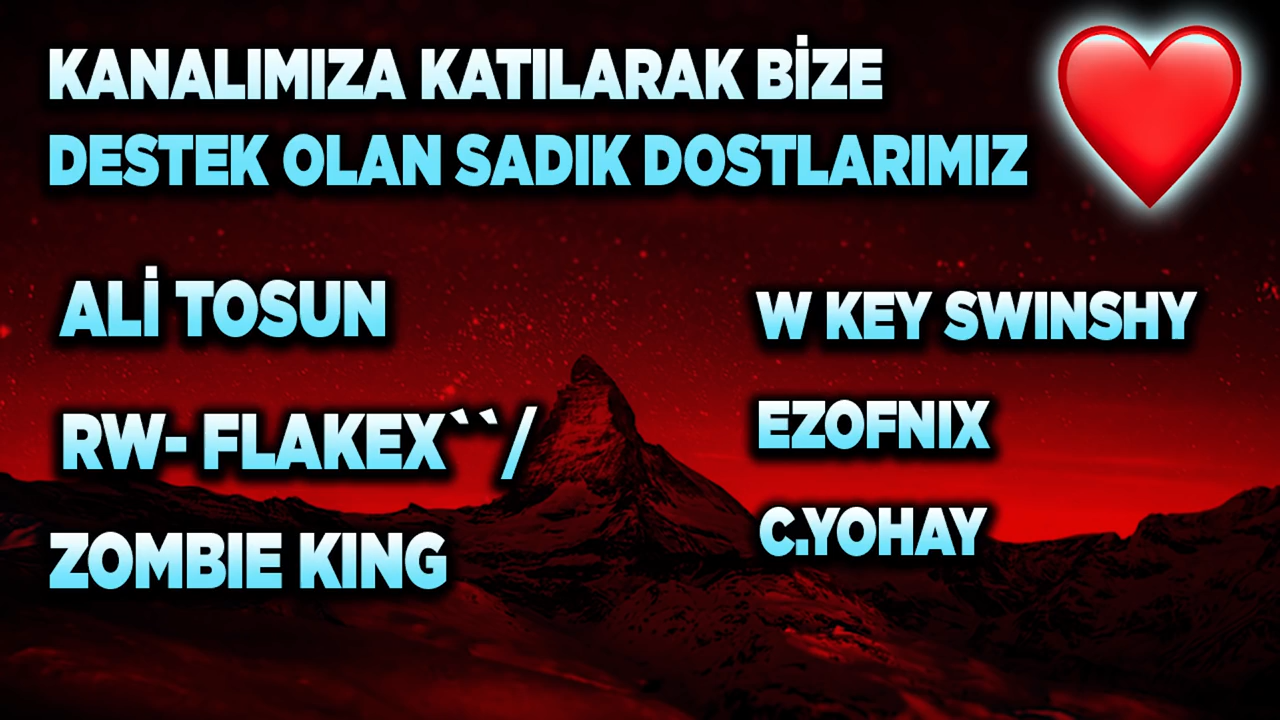 KANALIMIZA KATILARAK BİZE
DESTEK OLAN SADIK DOSTLARIMIZ
ALİ TOSUN
RW- FLAKEX``/
ZOMBIE KING
W KEY SWINSHY
EZOFNIX
C.YOHAY